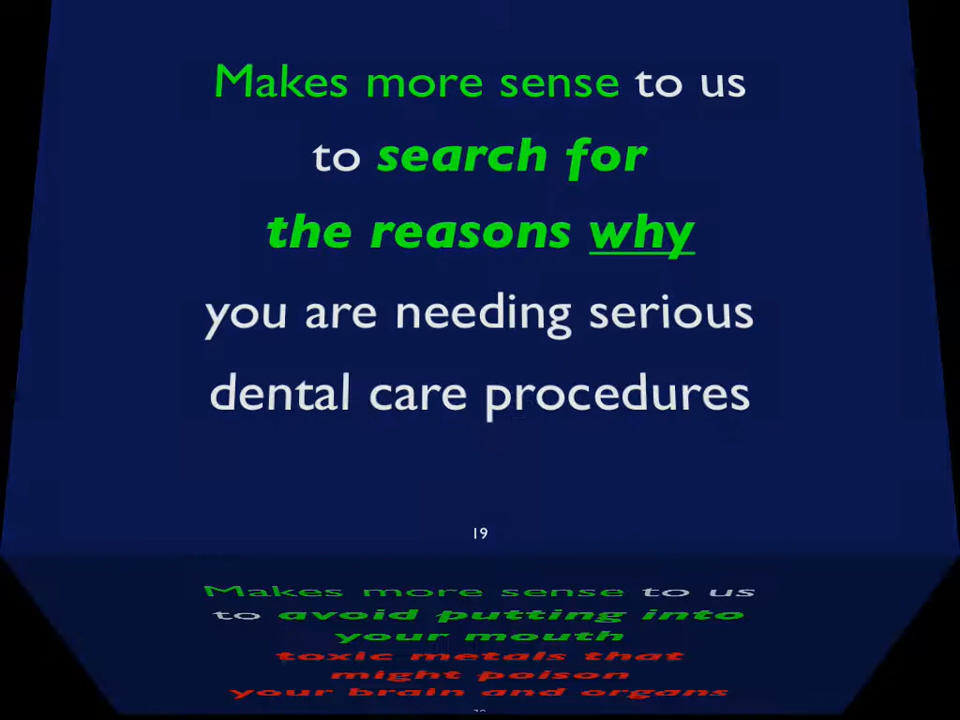 Makes more sense to us
to search for
the reasons why
you are needing serious
dental care procedures
19
Makes more sense to us
to avoid putting into
your mouth
toxic metals that
might poison
your brain and organs